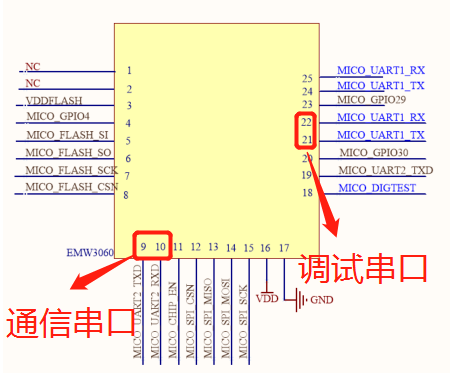 NC
1
NC
2
VDDFLASH
3
MICO_GPIO4
4
MICO_FLASH_SI
5
MICO_FLASH_SO
6
MICO_FLASH_SCK
7
MICO_FLASH_CSN
8
25
MICO_UART1_RX
24
MICO_UART1_TX
23
MICO_GPIO29
22
MICO_UART1_RX
21
MICO_UART1_TX
20
MICO_GPIO30
19
MICO_UART2_TXD
18
MICO_DIGTEST
EMW3060
9
10
11
12
13
14
15
16
17
MICO_UART2_TXD
MICO_UART2_RXD
MICO_CHIP_EN
MICO_SPI_CSN
MICO_SPI_MISO
MICO_SPI_MOSI
MICO_SPI_SCK
VDD
GND
通信串口
调试串口